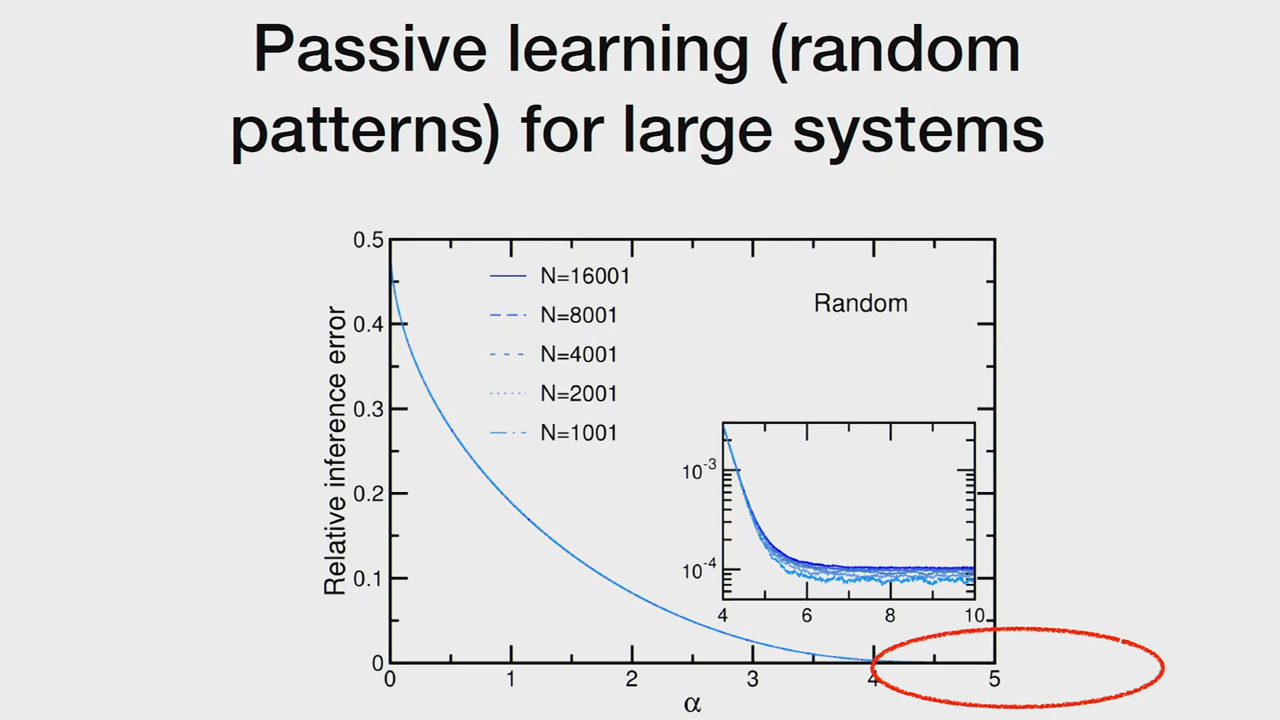 Passive learning (random
patterns) for large systems
0.5
0.4
0.3
0.2
0.1
0
Relative inference error
N=16001
N=8001
N=4001
N=2001
N=1001
Random
10-3
10-4
4 6 8 10
0 1 2 3 4 5
α